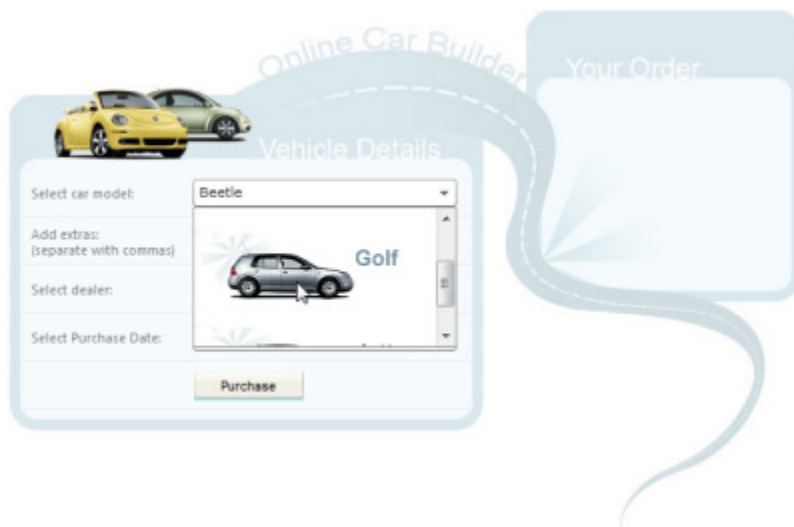 Online Car Builder
Your Order
Vehicle Details
Select car model:
Beetle
Add extras:
(separate with commas)
Golf
Select dealer:
Select Purchase Date:
Purchase